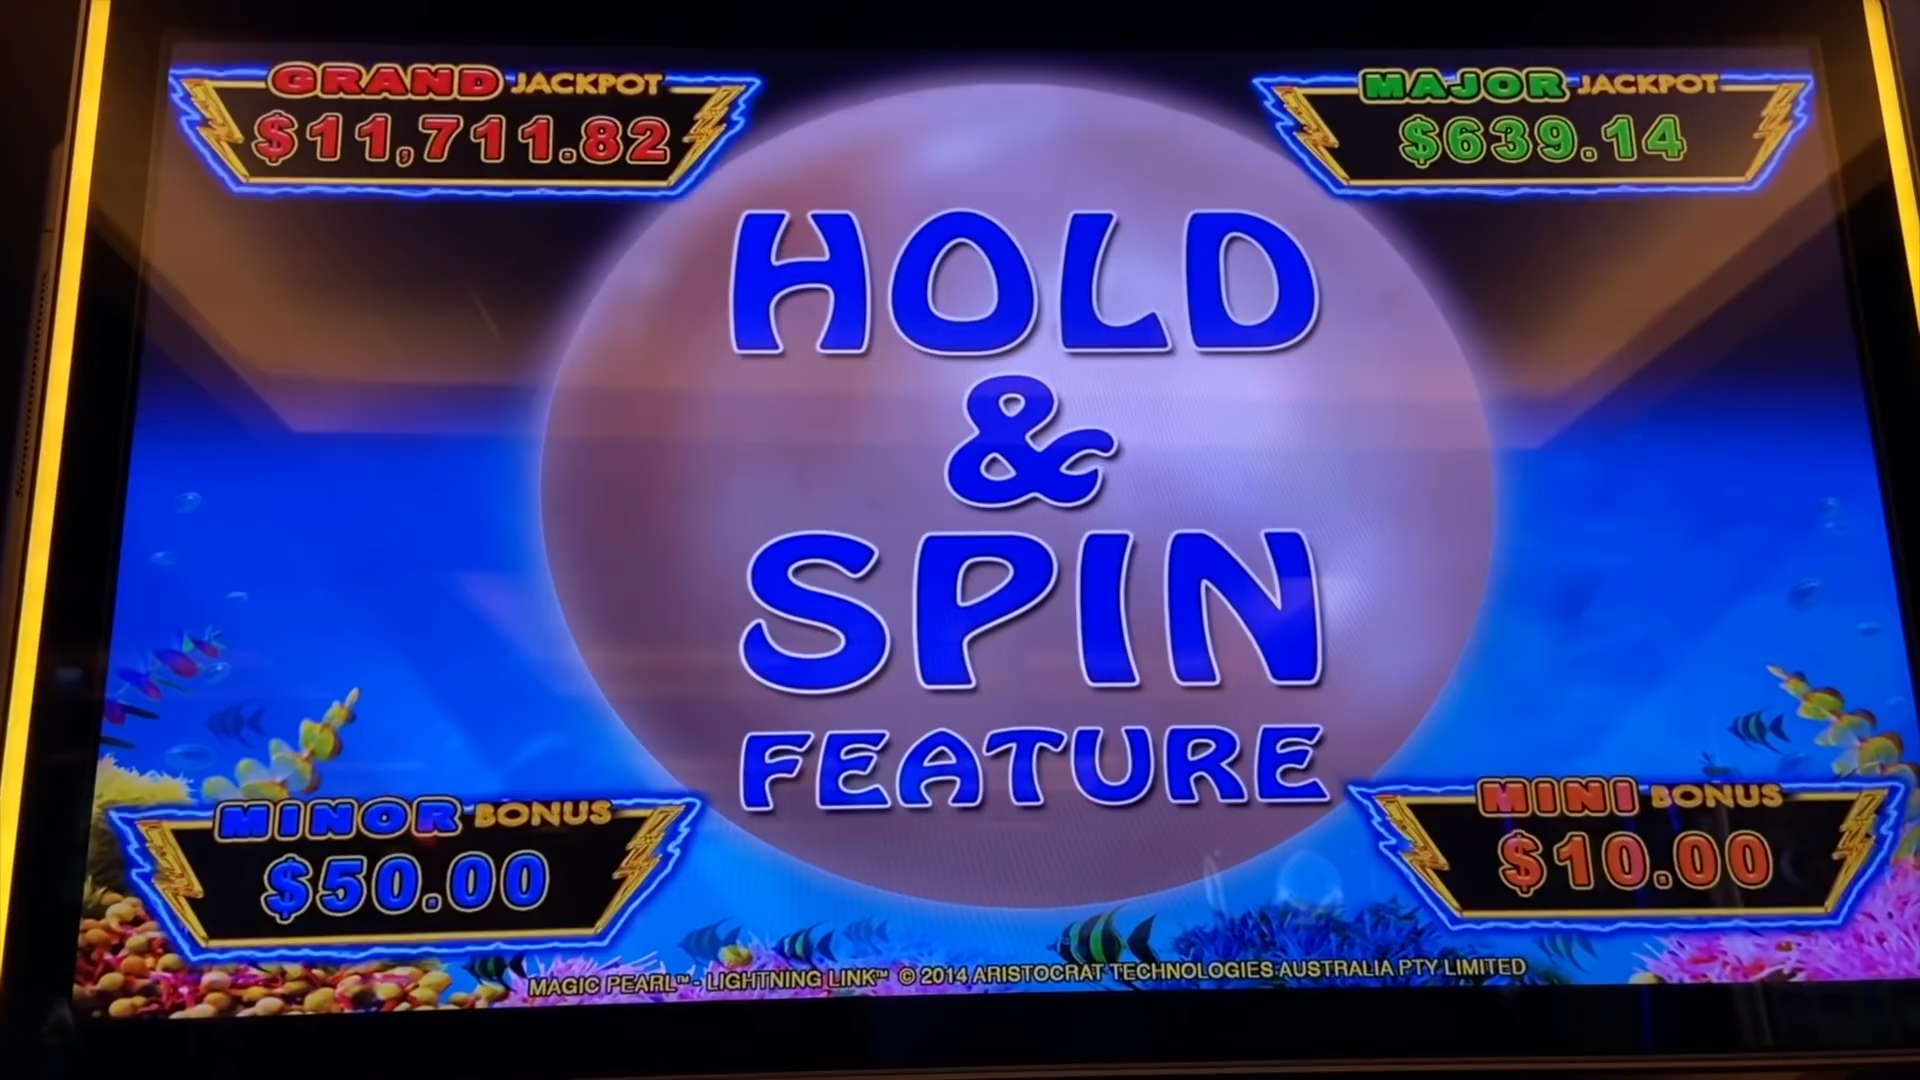 GRAND JACKPOT
$11,711.82
MAJOR JACKPOT
$639.14
HOLD
&
SPIN
FEATURE
MINOR BONUS
$50.00
MINI BONUS
$10.00
MAGIC PEARL™ - LIGHTNING LINK™ © 2014 ARISTOCRAT TECHNOLOGIES AUSTRALIA PTY LIMITED